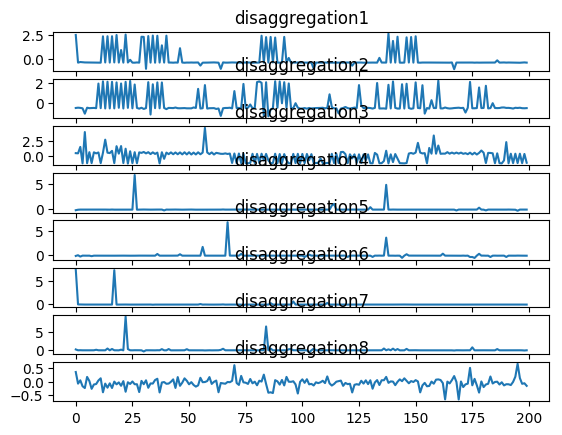 disaggregation1
2.5
0.0
disaggregation2
2
0
disaggregation3
2.5
0.0
disaggregation4
5
0
disaggregation5
5
0
disaggregation6
5
0
disaggregation7
5
0
disaggregation8
0.5
0.0
−0.5
0 25 50 75 100 125 150 175 200